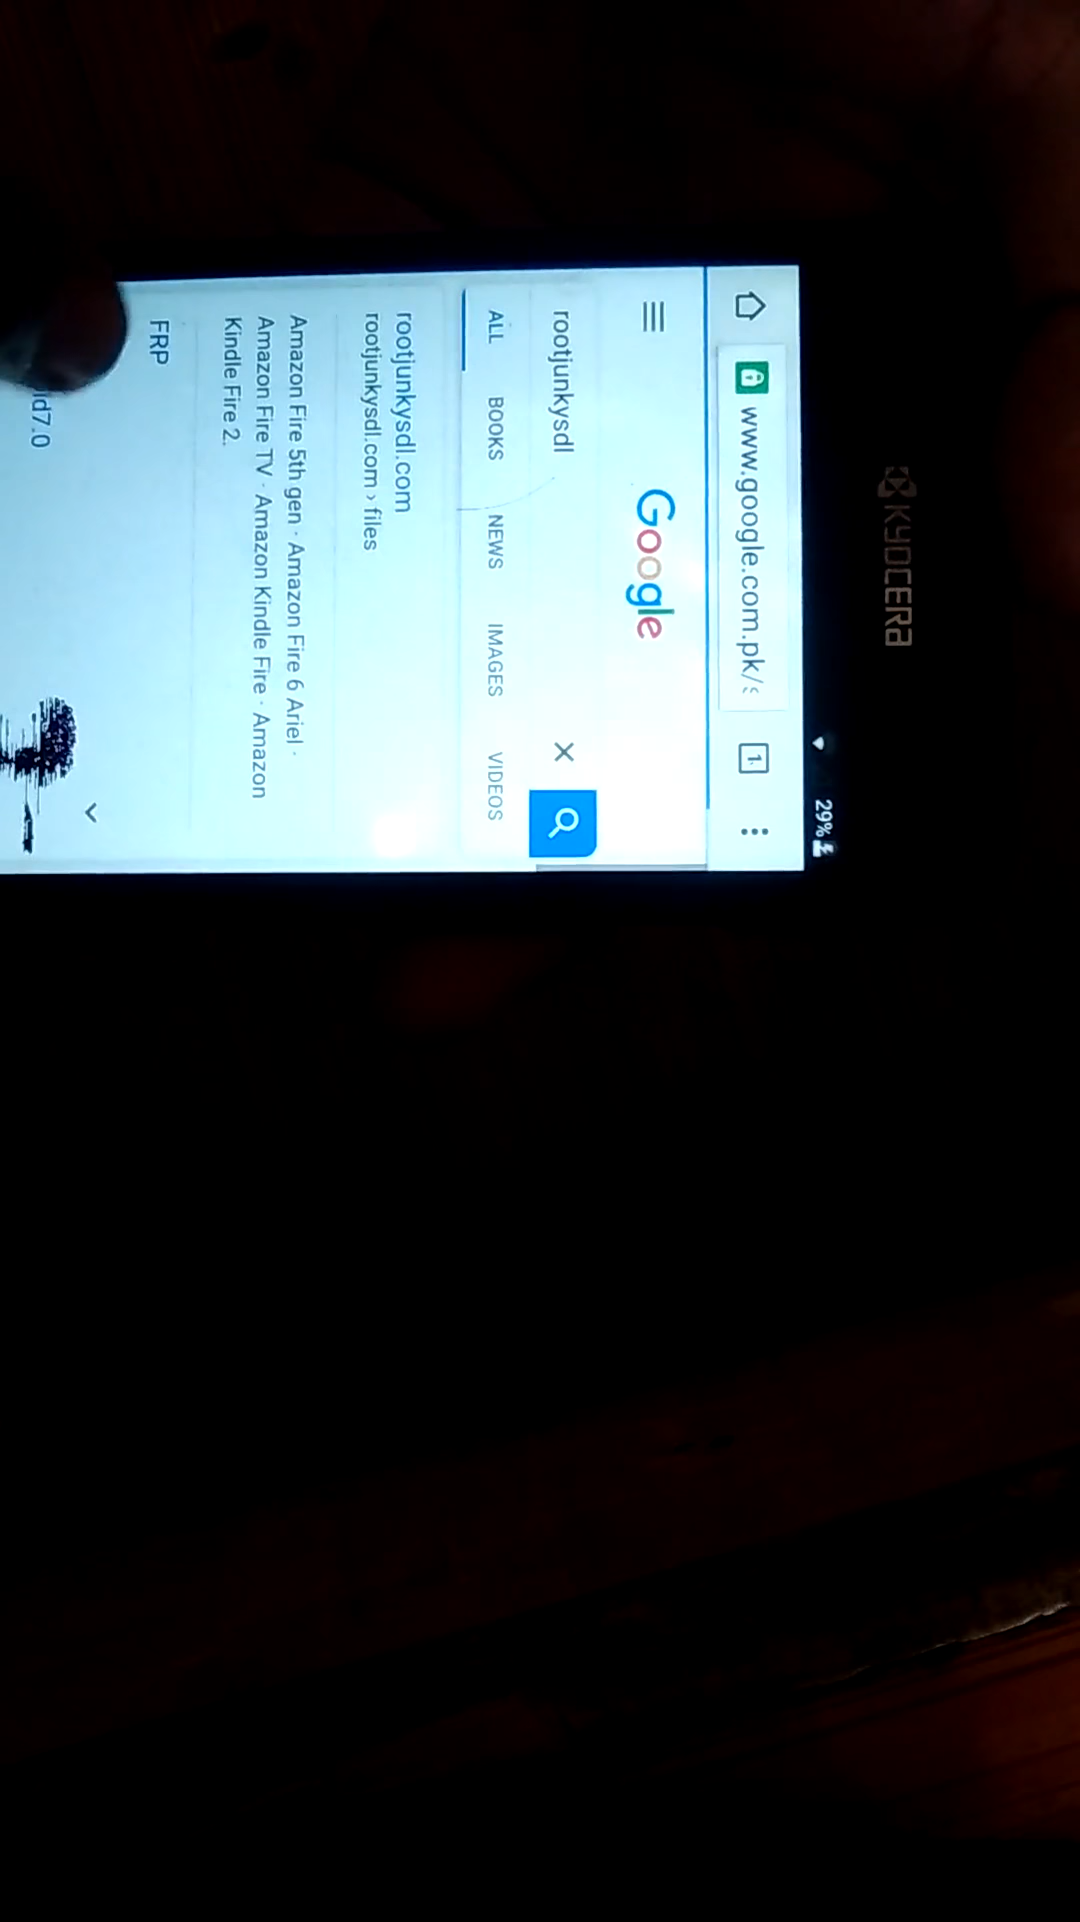 KYOCERA
29%
www.google.com.pk/s
1
Google
rootjunkysdl
ALL BOOKS NEWS IMAGES VIDEOS
rootjunkysdl.com
rootjunkysdl.com › files
Amazon Fire 5th gen · Amazon Fire 6 Ariel ·
Amazon Fire TV · Amazon Kindle Fire · Amazon
Kindle Fire 2.
FRP
id7.0